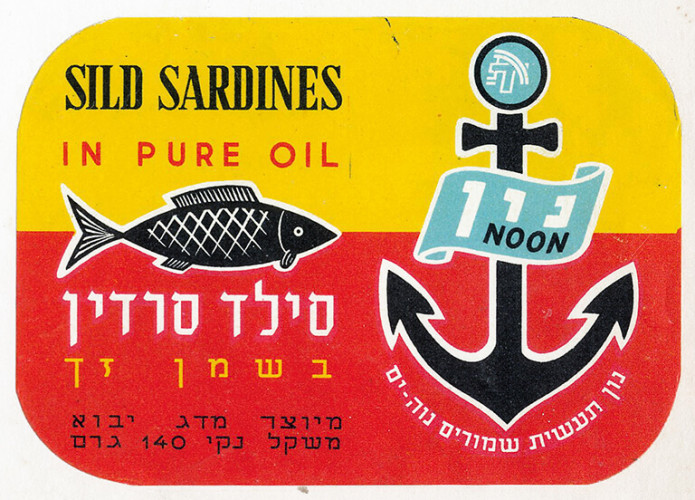 SILD SARDINES
IN PURE OIL
סילד סרדין
בשמן זך
מיוצר מדג יבוא
משקל נקי 140 גרם
נון
NOON
נון תעשית שמורים נוה-ים